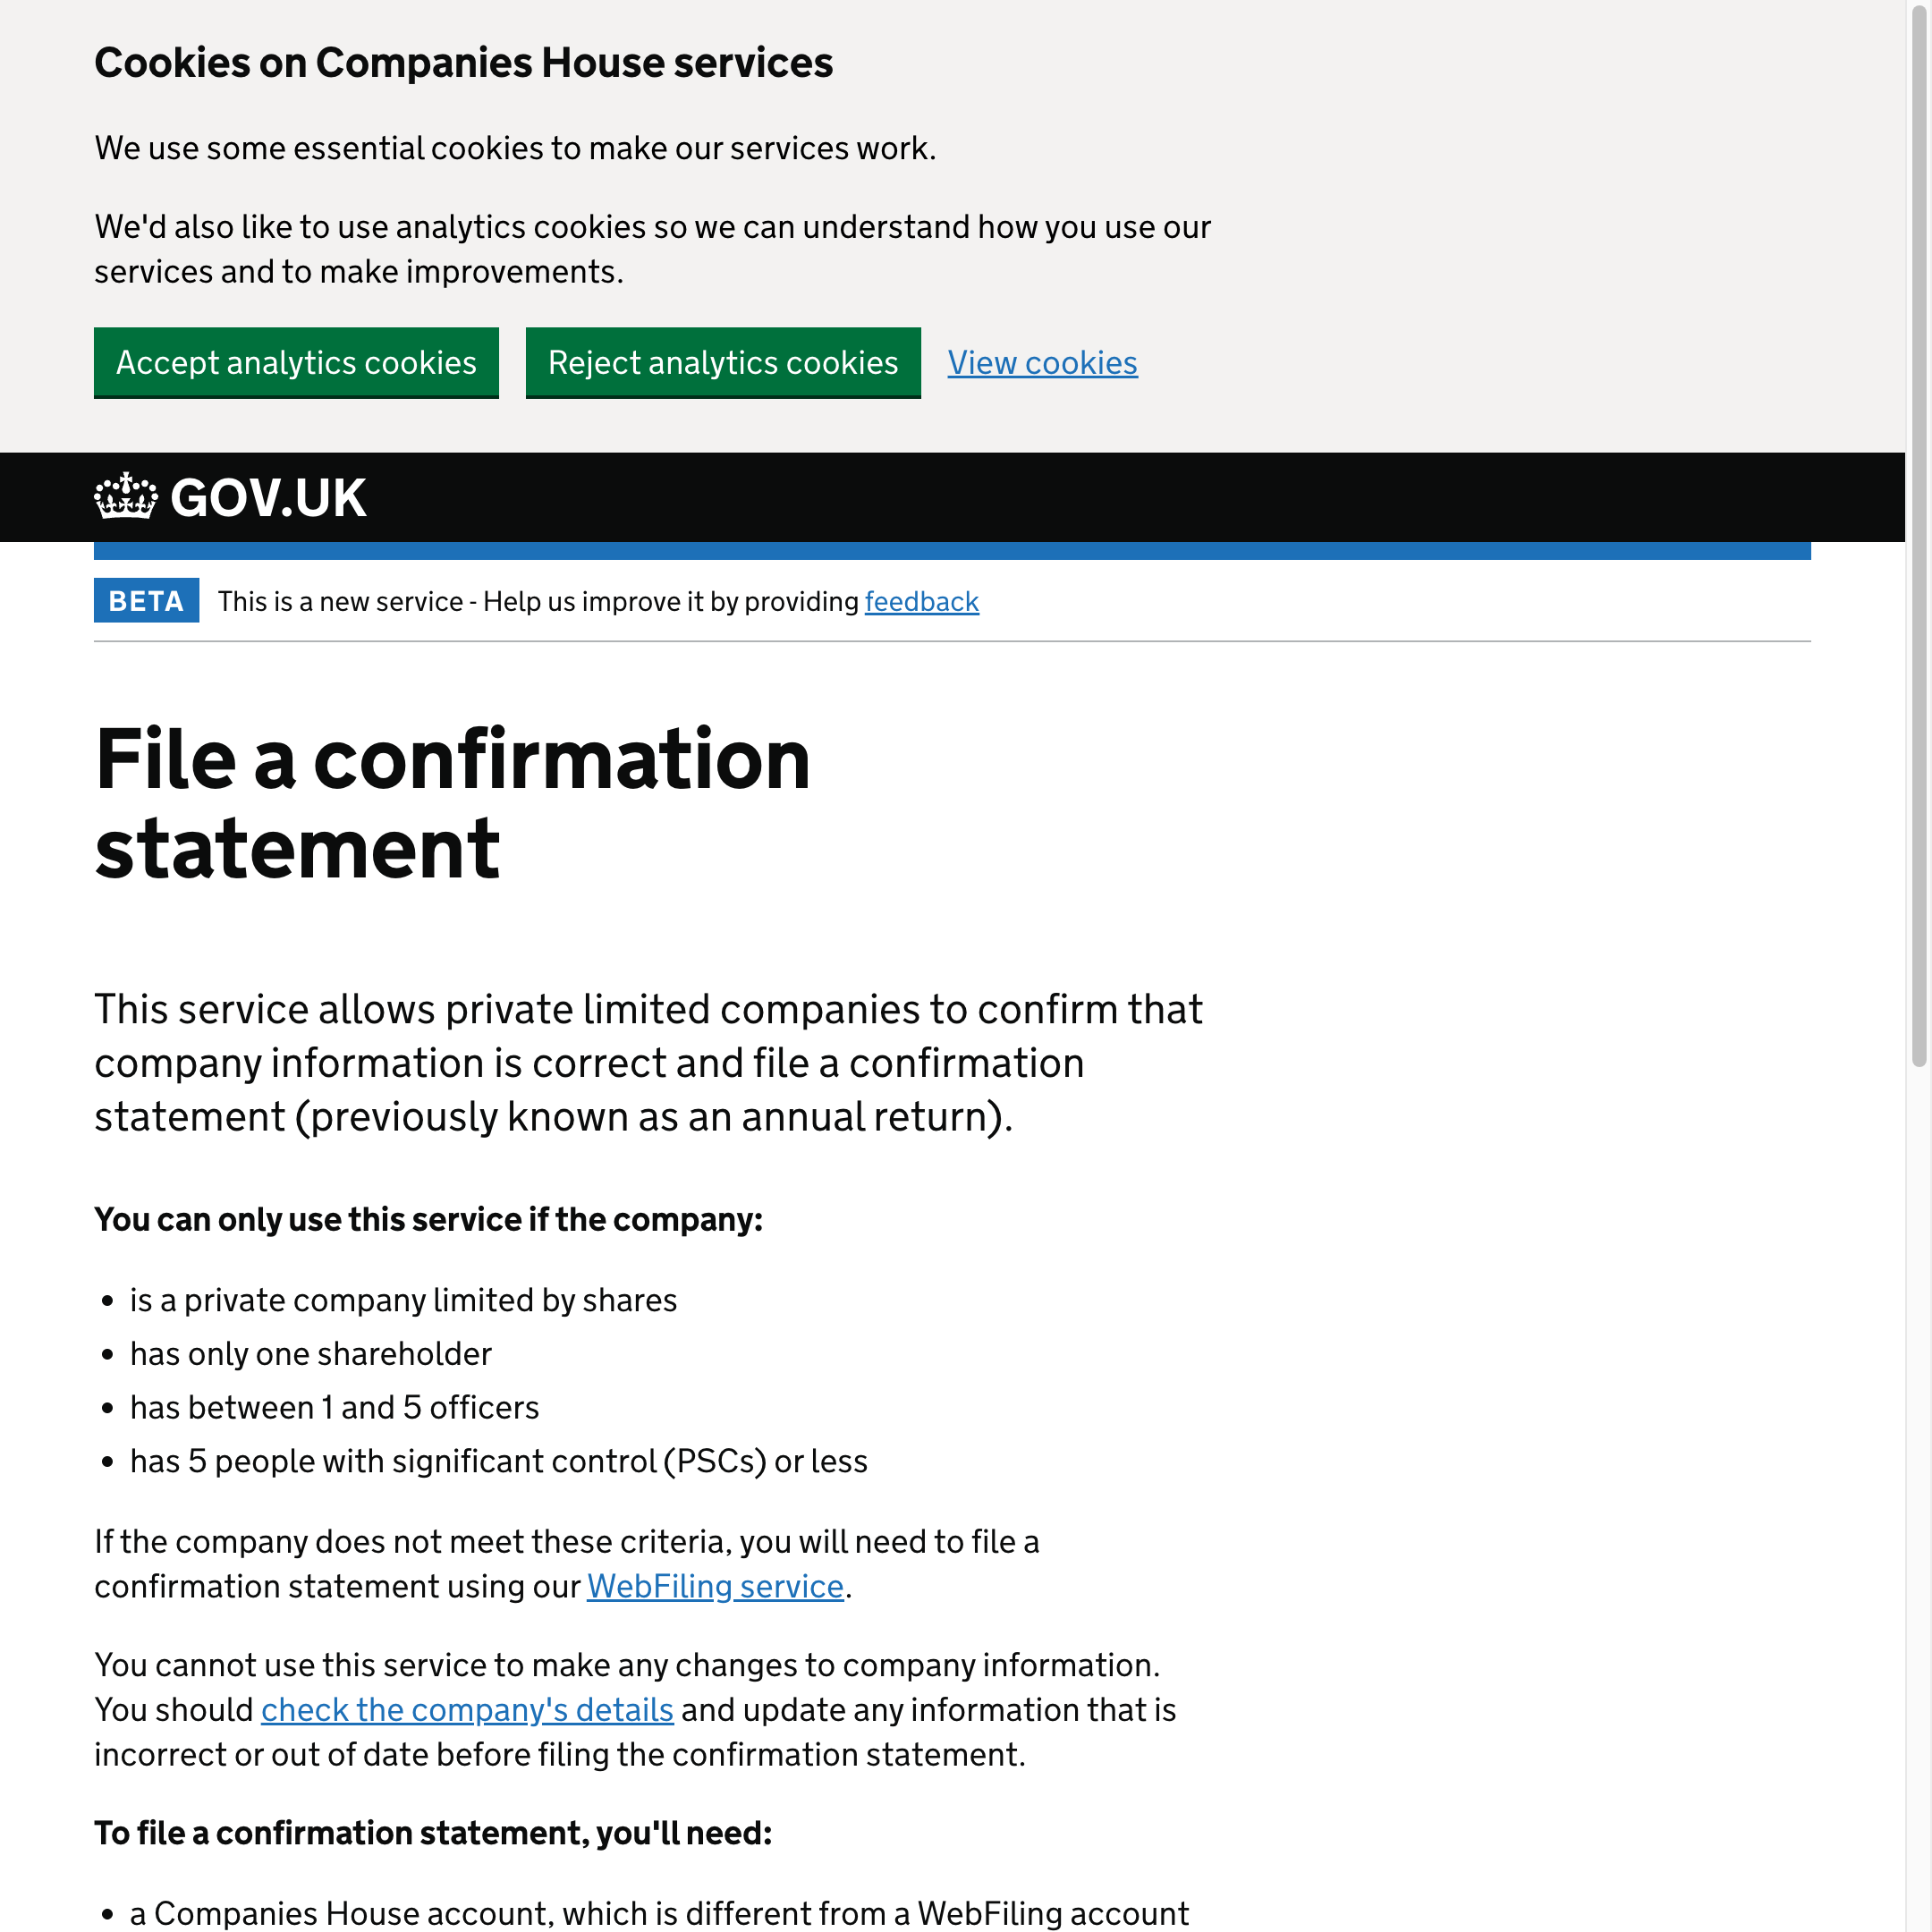 Cookies on Companies House services
We use some essential cookies to make our services work.
We'd also like to use analytics cookies so we can understand how you use our
services and to make improvements.
Accept analytics cookies
Reject analytics cookies
View cookies
GOV.UK
BETA
This is a new service - Help us improve it by providing feedback
File a confirmation
statement
This service allows private limited companies to confirm that
company information is correct and file a confirmation
statement (previously known as an annual return).
You can only use this service if the company:
• is a private company limited by shares
• has only one shareholder
• has between 1 and 5 officers
• has 5 people with significant control (PSCs) or less
If the company does not meet these criteria, you will need to file a
confirmation statement using our WebFiling service.
You cannot use this service to make any changes to company information.
You should check the company's details and update any information that is
incorrect or out of date before filing the confirmation statement.
To file a confirmation statement, you'll need:
• a Companies House account, which is different from a WebFiling account